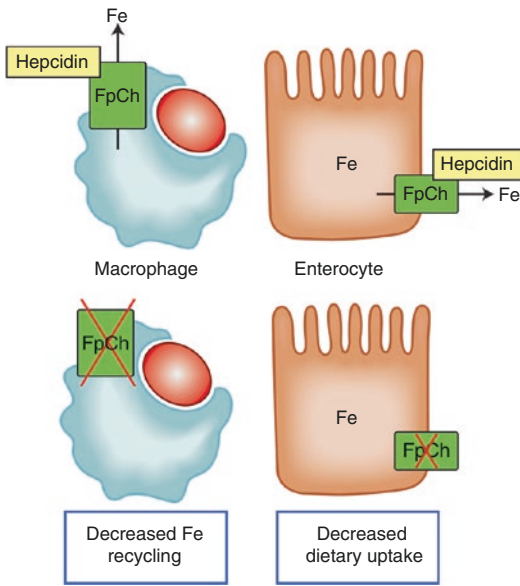 Fe
Hepcidin
FpCh
Fe
Hepcidin
FpCh
Fe
Macrophage
Enterocyte
FpCh
Fe
FpCh
Decreased Fe
recycling
Decreased
dietary uptake